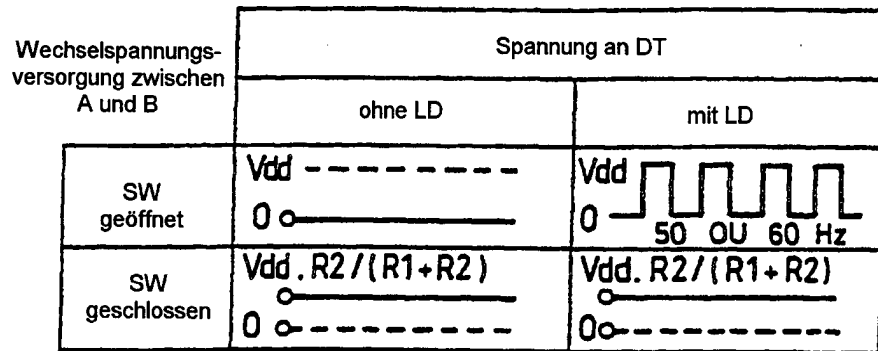 Wechselspannungs-
versorgung zwischen
A und B
Spannung an DT
ohne LD
mit LD
SW
geöffnet
Vdd
0
Vdd
0
50 OU 60 Hz
SW
geschlossen
Vdd.R2/(R1+R2)
0
Vdd.R2/(R1+R2)
0